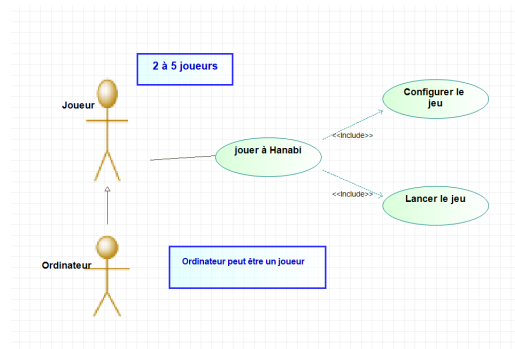 2 à 5 joueurs
Joueur
Configurer le
jeu
jouer à Hanabi
<<Include>>
<<Include>>
Lancer le jeu
Ordinateur
Ordinateur peut être un joueur